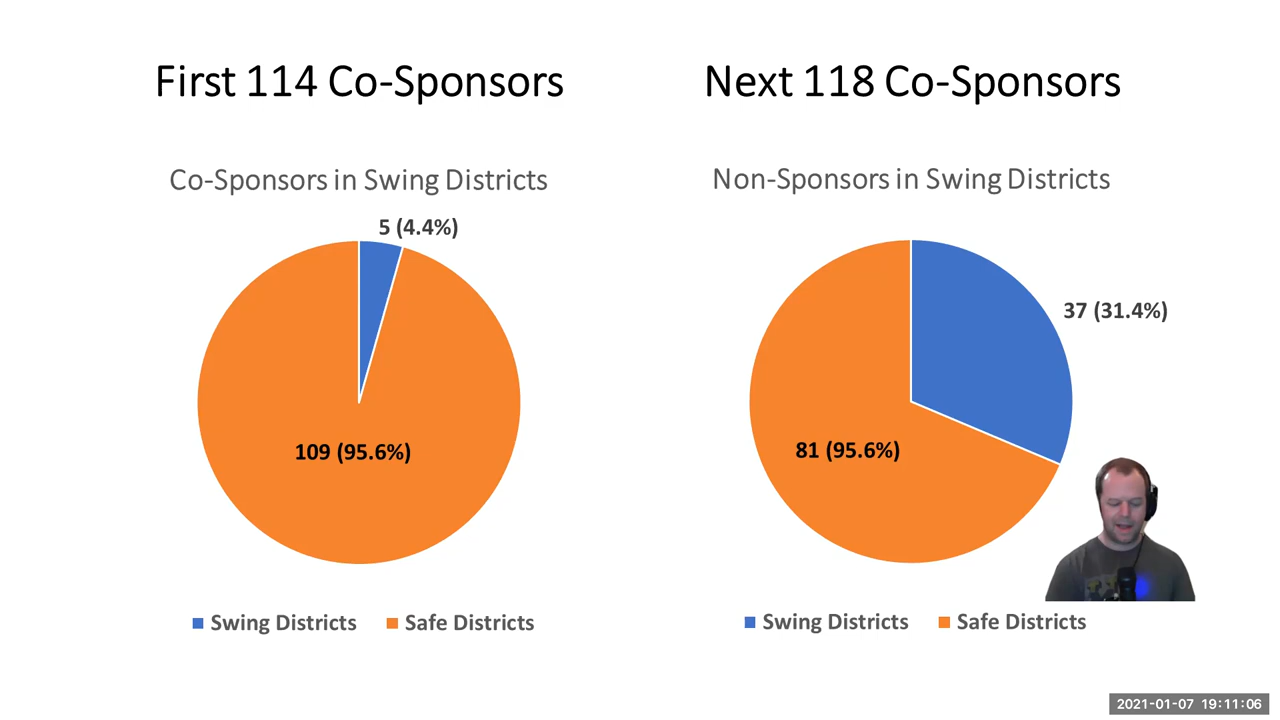 First 114 Co-Sponsors
Co-Sponsors in Swing Districts
5 (4.4%)
109 (95.6%)
Swing Districts
Safe Districts
Next 118 Co-Sponsors
Non-Sponsors in Swing Districts
37 (31.4%)
81 (95.6%)
Swing Districts
Safe Districts
2021-01-07 19:11:06